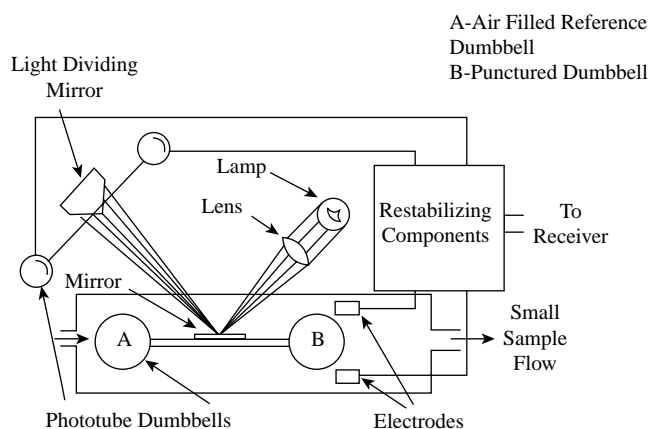 A-Air Filled Reference
Dumbbell
B-Punctured Dumbbell
Light Dividing
Mirror
Lamp
Lens
Restabilizing
Components
To
Receiver
Mirror
A
B
Small
Sample
Flow
Phototube Dumbbells
Electrodes